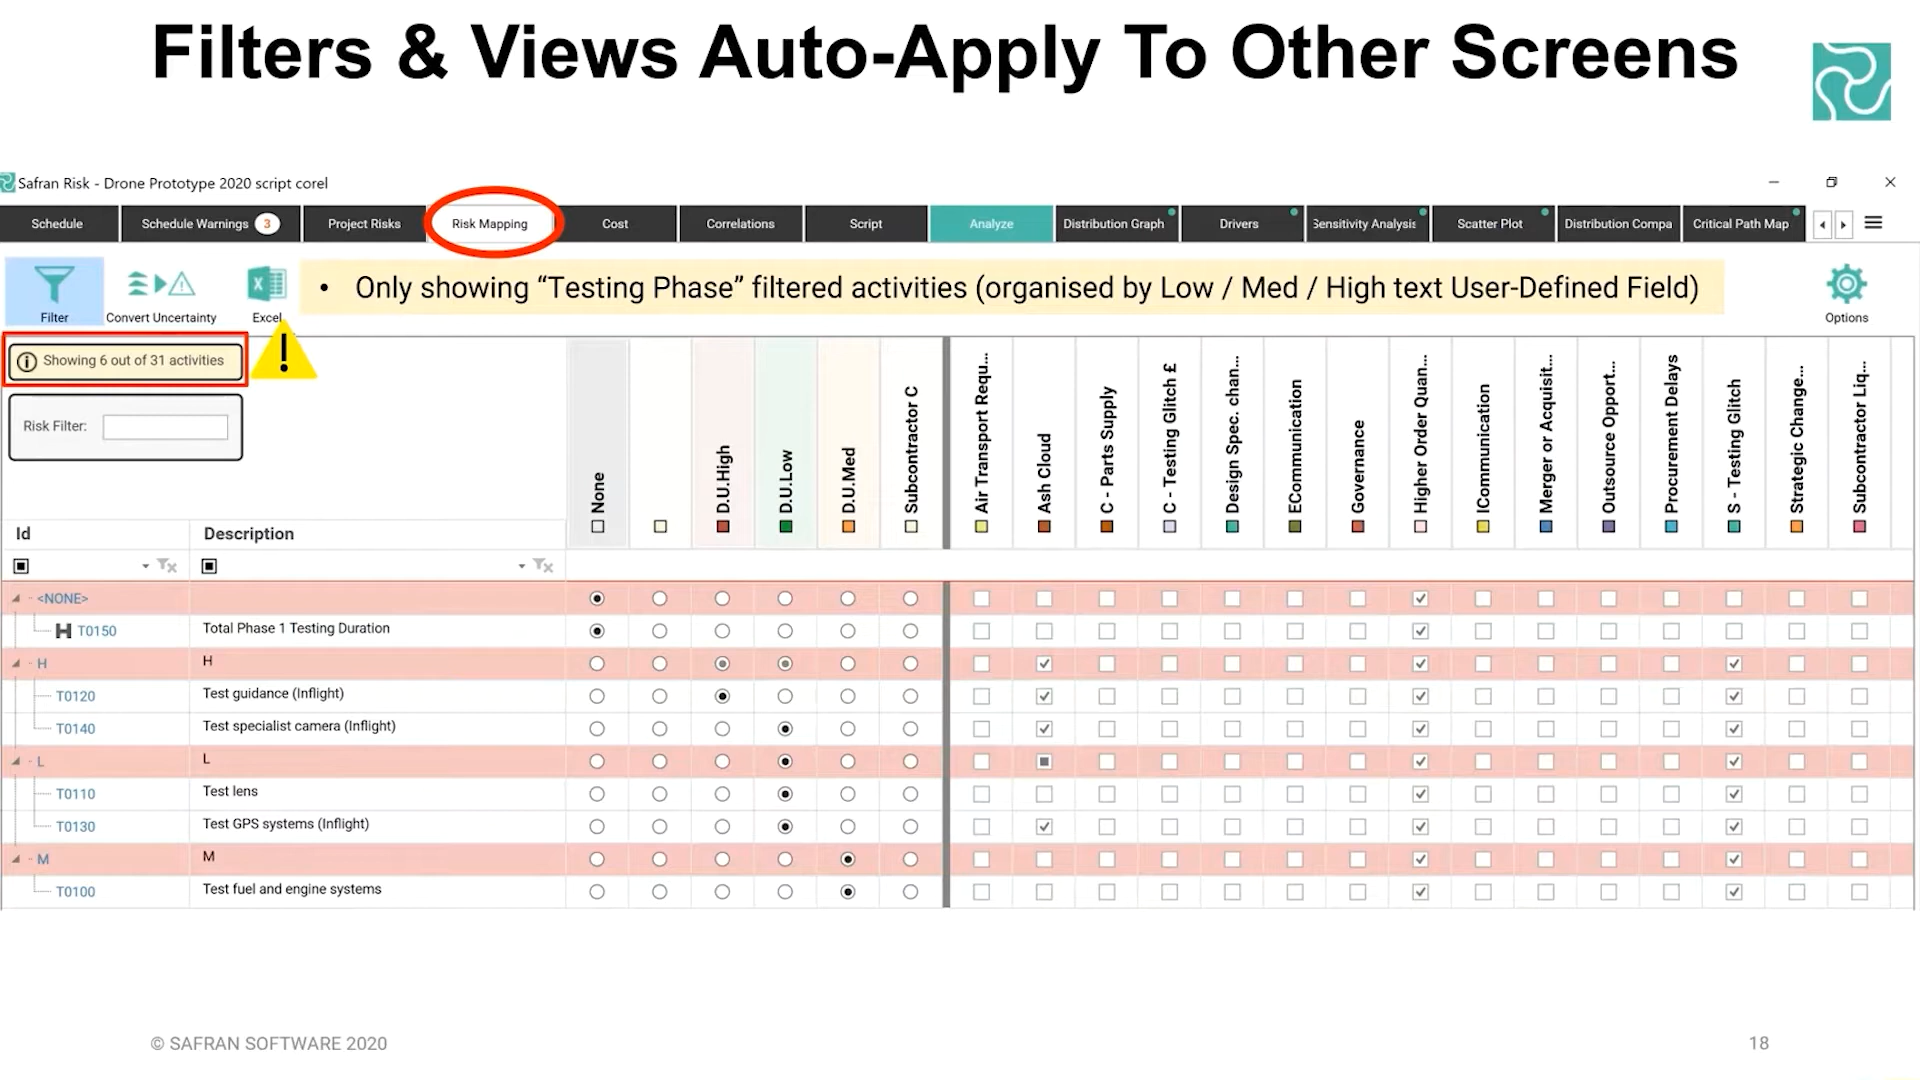 Filters & Views Auto-Apply To Other Screens
Safran Risk - Drone Prototype 2020 script corel
Schedule
Schedule Warnings 3
Project Risks
Risk Mapping
Cost
Correlations
Script
Analyze
Distribution Graph
Drivers
Sensitivity Analysis
Scatter Plot
Distribution Compa
Critical Path Map
Filter
Convert Uncertainty
Excel
• Only showing “Testing Phase” filtered activities (organised by Low / Med / High text User-Defined Field)
Options
Showing 6 out of 31 activities
!
Risk Filter:
None
D.U.High
D.U.Low
D.U.Med
Subcontractor C
Air Transport Requ...
Ash Cloud
C - Parts Supply
C - Testing Glitch £
Design Spec. chan...
ECommunication
Governance
Higher Order Quan...
ICommunication
Merger or Acquisit...
Outsource Opport...
Procurement Delays
S - Testing Glitch
Strategic Change...
Subcontractor Liq...
Id Description
<NONE>
T0150 Total Phase 1 Testing Duration
H H
T0120 Test guidance (Inflight)
T0140 Test specialist camera (Inflight)
L L
T0110 Test lens
T0130 Test GPS systems (Inflight)
M M
T0100 Test fuel and engine systems
© SAFRAN SOFTWARE 2020
18